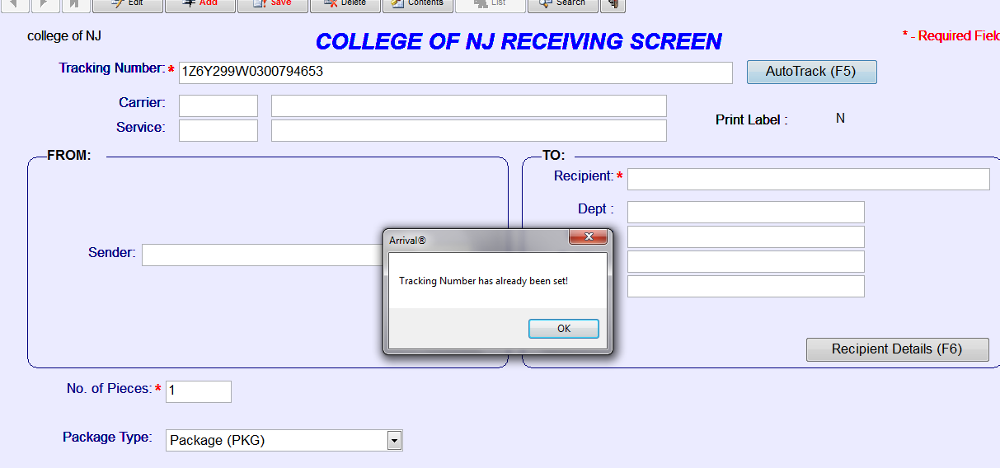 Edit Add Save Delete Contents List Search
college of NJ
COLLEGE OF NJ RECEIVING SCREEN
* - Required Field
Tracking Number: * 1Z6Y299W0300794653 AutoTrack (F5)
Carrier:
Service:
Print Label : N
FROM:
Sender:
TO:
Recipient: *
Dept :
Recipient Details (F6)
Arrival®
X
Tracking Number has already been set!
OK
No. of Pieces: * 1
Package Type: Package (PKG)